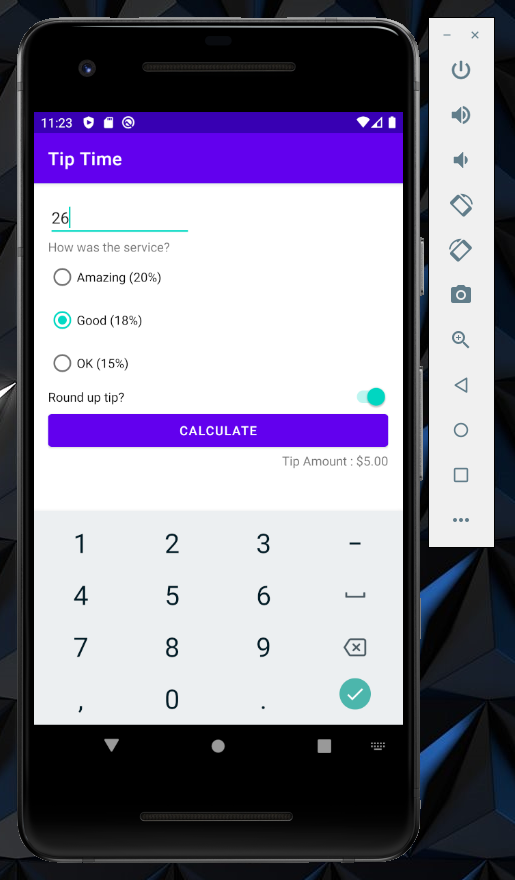 11:23
Tip Time
26
How was the service?
Amazing (20%)
Good (18%)
OK (15%)
Round up tip?
CALCULATE
Tip Amount : $5.00
1 2 3 −
4 5 6
7 8 9
, 0 .